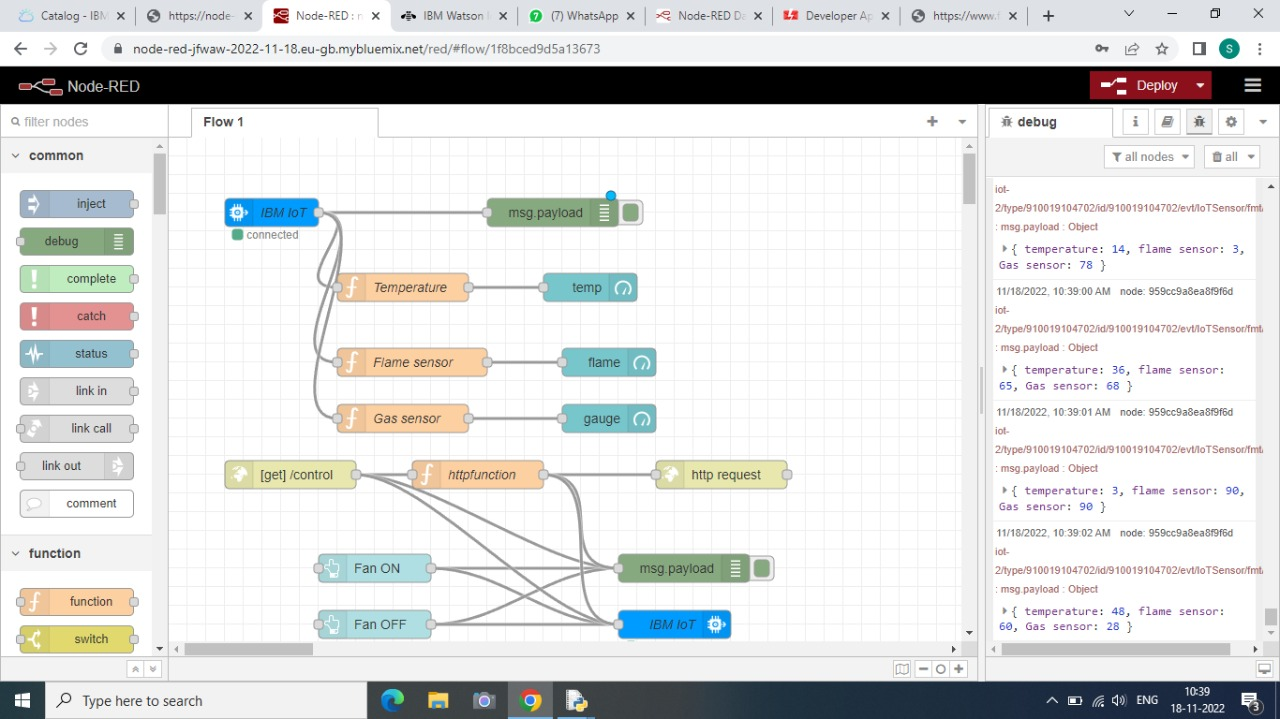 Catalog - IBM
https://node-
Node-RED : n
IBM Watson I
(7) WhatsApp
Node-RED Da
Developer Ap
https://www.f
node-red-jfwaw-2022-11-18.eu-gb.mybluemix.net/red/#flow/1f8bced9d5a13673
S
Node-RED
Deploy
filter nodes
Flow 1
debug
common
all nodes
all
inject
debug
complete
catch
status
link in
link call
link out
comment
function
function
switch
IBM IoT
msg.payload
connected
Temperature
temp
Flame sensor
flame
Gas sensor
gauge
[get] /control
httpfunction
http request
Fan ON
msg.payload
Fan OFF
IBM IoT
iot-
2/type/910019104702/id/910019104702/evt/IoTSensor/fmt/
: msg.payload : Object
{ temperature: 14, flame sensor: 3,
Gas sensor: 78 }
11/18/2022, 10:39:00 AM node: 959cc9a8ea8f9f6d
iot-
2/type/910019104702/id/910019104702/evt/IoTSensor/fmt/
: msg.payload : Object
{ temperature: 36, flame sensor:
65, Gas sensor: 68 }
11/18/2022, 10:39:01 AM node: 959cc9a8ea8f9f6d
iot-
2/type/910019104702/id/910019104702/evt/IoTSensor/fmt/
: msg.payload : Object
{ temperature: 3, flame sensor: 90,
Gas sensor: 90 }
11/18/2022, 10:39:02 AM node: 959cc9a8ea8f9f6d
iot-
2/type/910019104702/id/910019104702/evt/IoTSensor/fmt/
: msg.payload : Object
{ temperature: 48, flame sensor:
60, Gas sensor: 28 }
Type here to search
ENG
10:39
18-11-2022
3